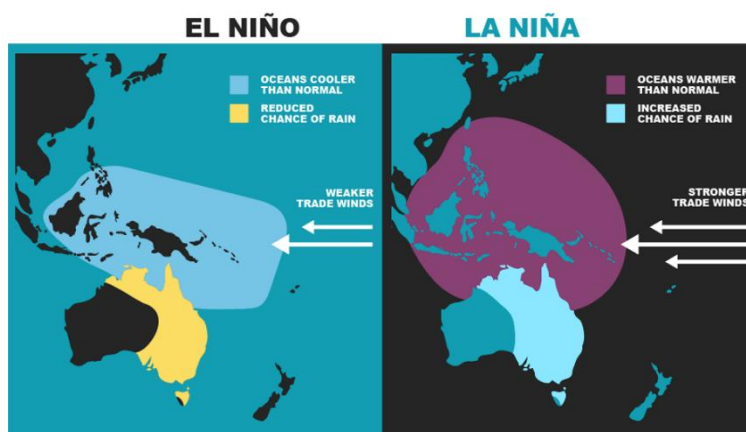 EL NIÑO
OCEANS COOLER
THAN NORMAL
REDUCED
CHANCE OF RAIN
WEAKER
TRADE WINDS
LA NIÑA
OCEANS WARMER
THAN NORMAL
INCREASED
CHANCE OF RAIN
STRONGER
TRADE WINDS